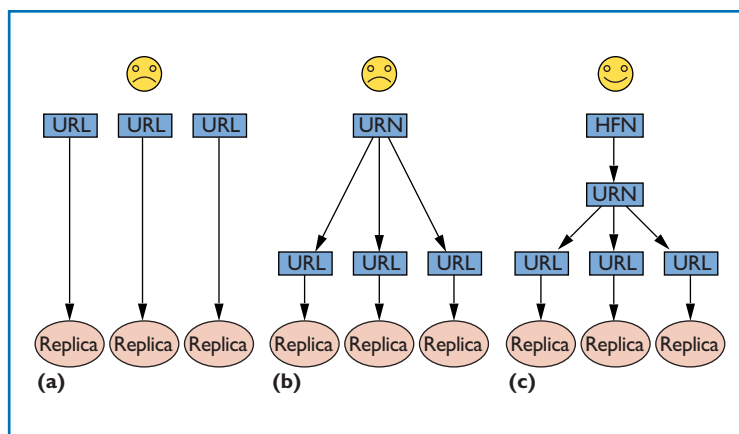 URL URL URL URN HFN
URN
URL URL URL URL URL URL
Replica Replica Replica Replica Replica Replica Replica Replica Replica
(a) (b) (c)